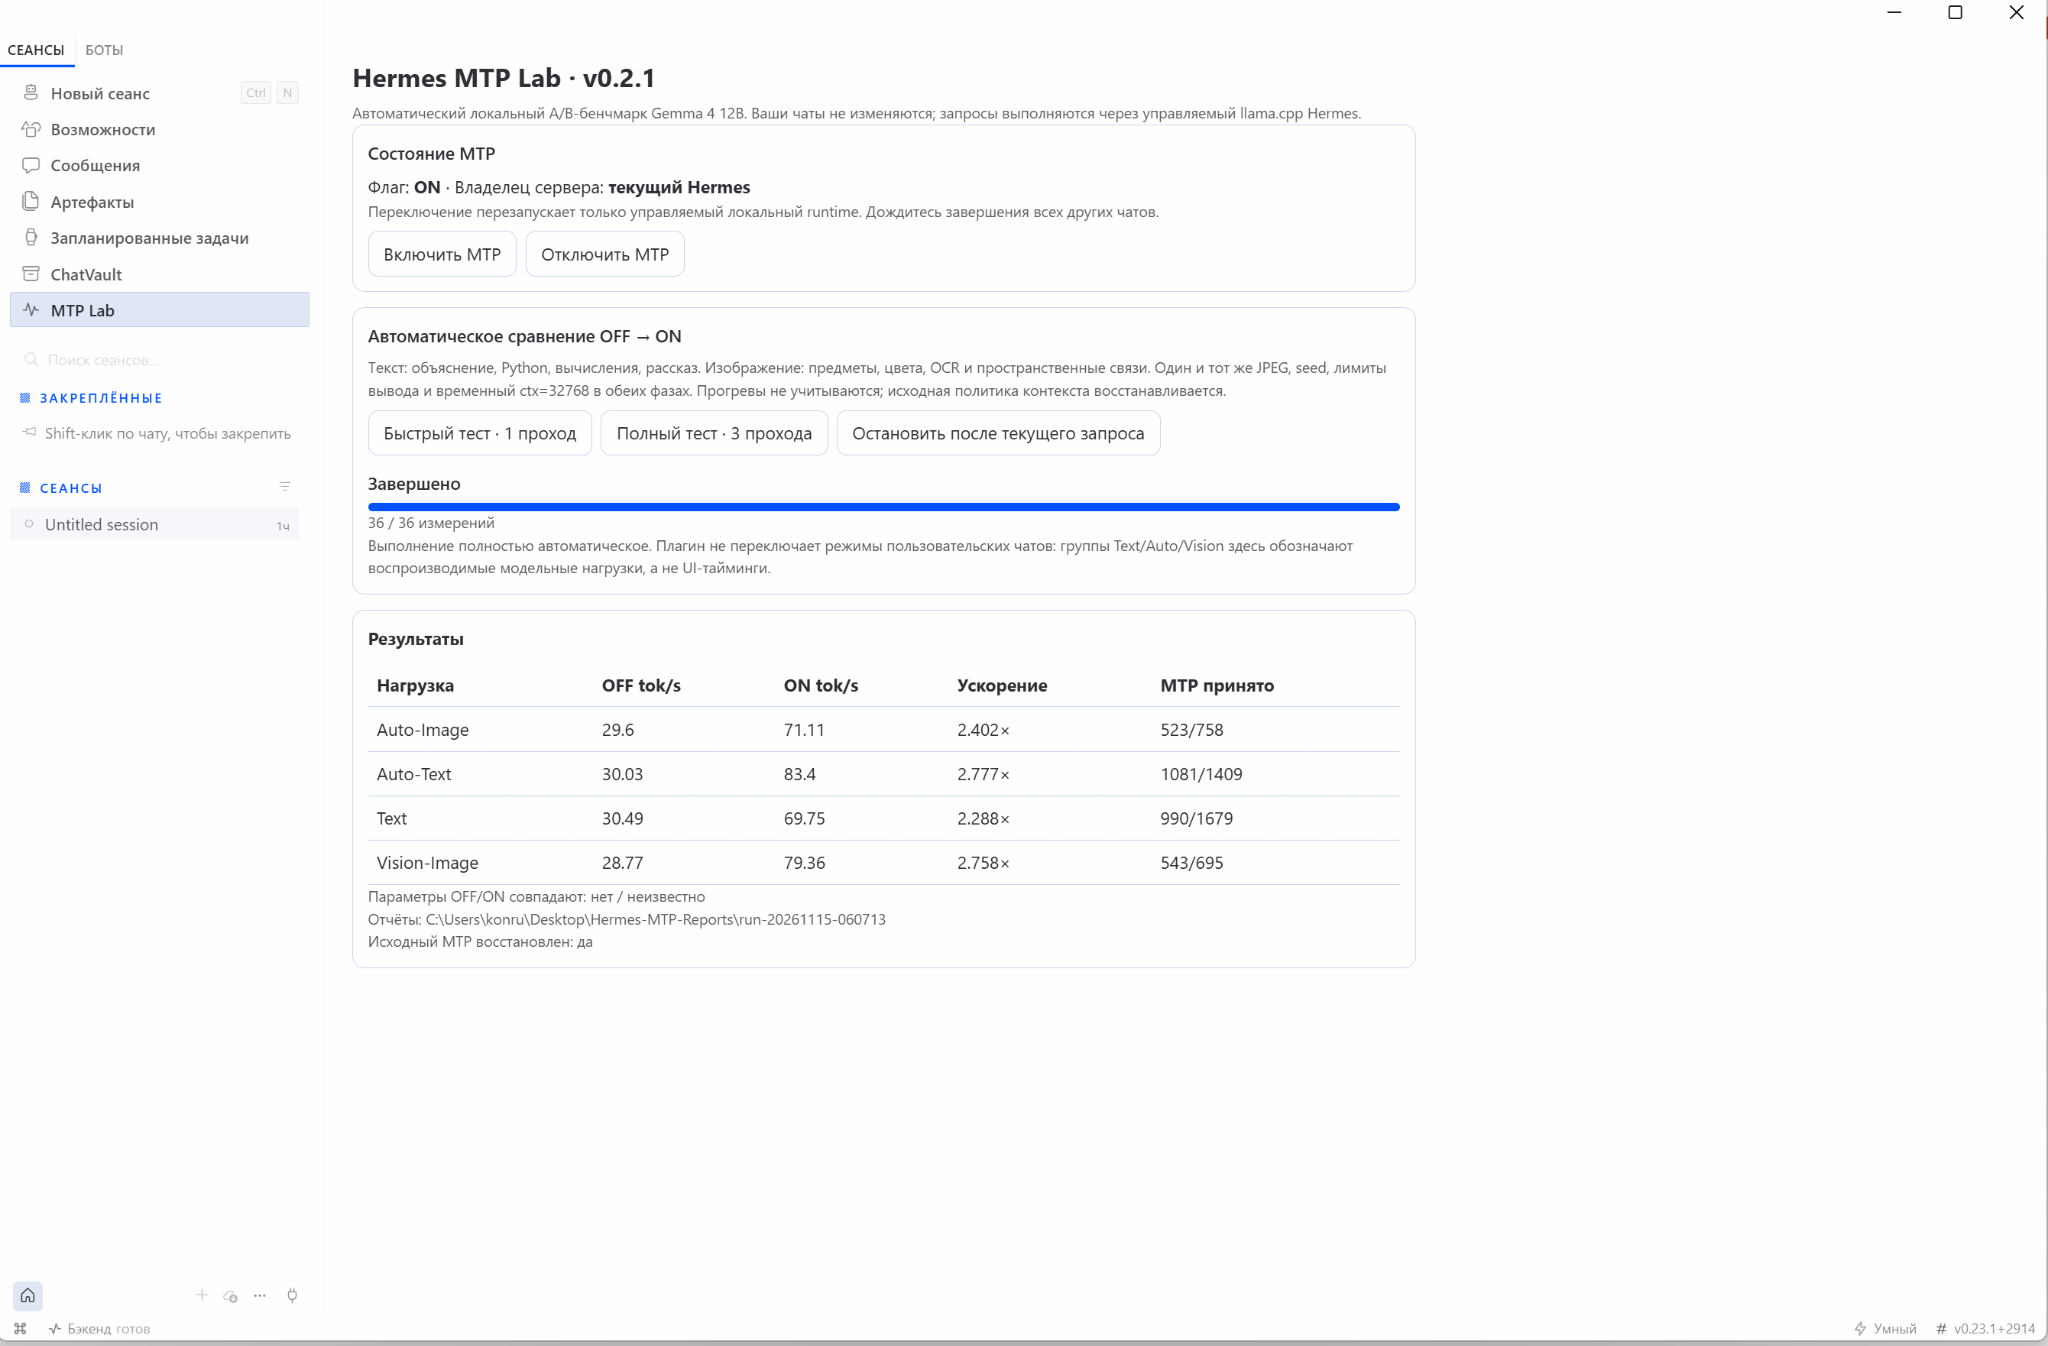 СЕАНСЫ БОТЫ
Новый сеанс Ctrl N
Возможности
Сообщения
Артефакты
Запланированные задачи
ChatVault
MTP Lab
Поиск сеансов...
ЗАКРЕПЛЁННЫЕ
Shift-клик по чату, чтобы закрепить
СЕАНСЫ
Untitled session 1ч
Hermes MTP Lab · v0.2.1
Автоматический локальный A/B-бенчмарк Gemma 4 12B. Ваши чаты не изменяются; запросы выполняются через управляемый llama.cpp Hermes.
Состояние MTP
Флаг: ON · Владелец сервера: текущий Hermes
Переключение перезапускает только управляемый локальный runtime. Дождитесь завершения всех других чатов.
Включить MTP Отключить MTP
Автоматическое сравнение OFF → ON
Текст: объяснение, Python, вычисления, рассказ. Изображение: предметы, цвета, OCR и пространственные связи. Один и тот же JPEG, seed, лимиты
вывода и временный ctx=32768 в обеих фазах. Прогревы не учитываются; исходная политика контекста восстанавливается.
Быстрый тест · 1 проход Полный тест · 3 прохода Остановить после текущего запроса
Завершено
36 / 36 измерений
Выполнение полностью автоматическое. Плагин не переключает режимы пользовательских чатов: группы Text/Auto/Vision здесь обозначают
воспроизводимые модельные нагрузки, а не UI-тайминги.
Результаты
Нагрузка OFF tok/s ON tok/s Ускорение MTP принято
Auto-Image 29.6 71.11 2.402× 523/758
Auto-Text 30.03 83.4 2.777× 1081/1409
Text 30.49 69.75 2.288× 990/1679
Vision-Image 28.77 79.36 2.758× 543/695
Параметры OFF/ON совпадают: нет / неизвестно
Отчёты: C:\Users\konru\Desktop\Hermes-MTP-Reports\run-20261115-060713
Исходный MTP восстановлен: да
Бэкенд готов
Умный # v0.23.1+2914